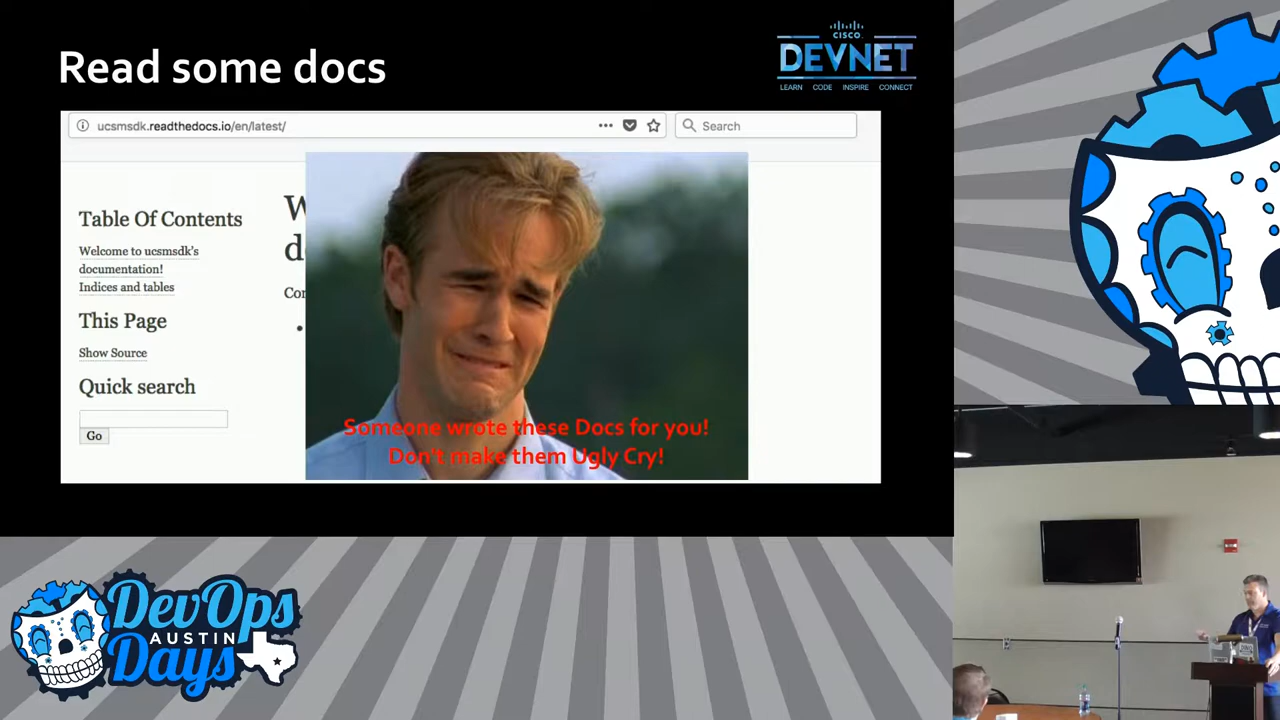 Read some docs
CISCO
DEVNET
LEARN CODE INSPIRE CONNECT
ucsmsdk.readthedocs.io/en/latest/
Search
Table Of Contents
Welcome to ucsmsdk's
documentation!
Indices and tables
This Page
Show Source
Quick search
Go
W
d
Con
Someone wrote these Docs for you!
Don't make them Ugly Cry!
DevOps
AUSTIN
Days